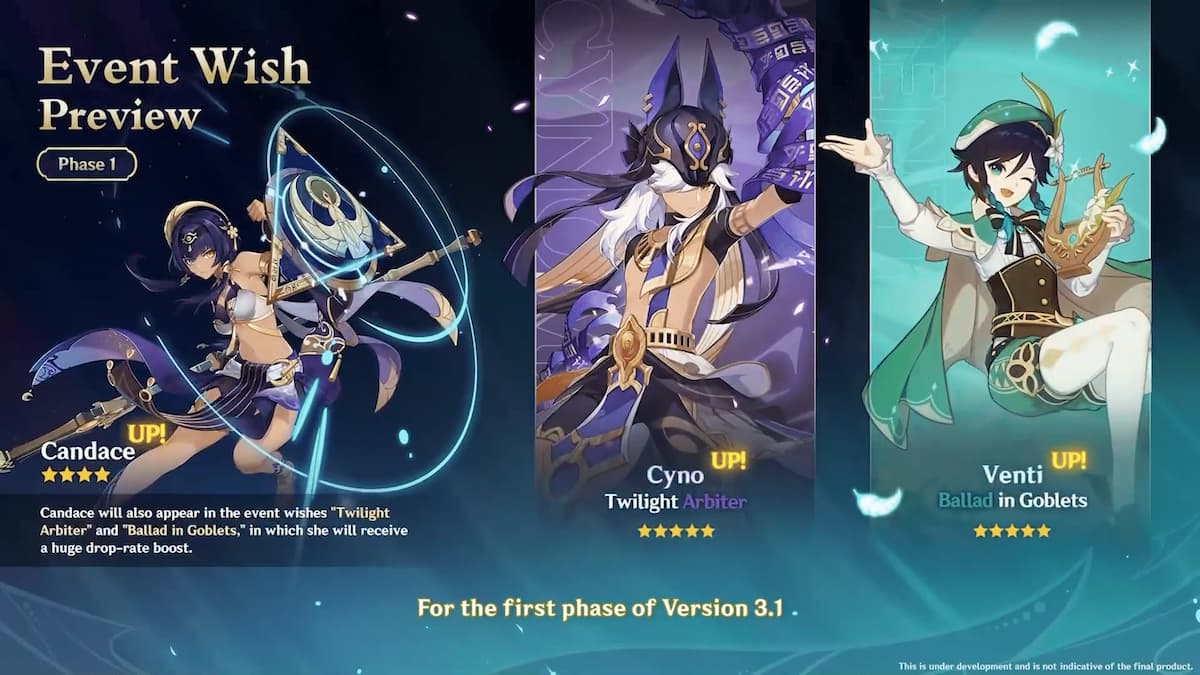 Event Wish
Preview
Phase 1
UP!
Candace
Candace will also appear in the event wishes "Twilight
Arbiter" and "Ballad in Goblets," in which she will receive
a huge drop-rate boost.
CYNO
UP!
Cyno
Twilight Arbiter
UP!
Venti
Ballad in Goblets
For the first phase of Version 3.1 .
This is under development and is not indicative of the final product.